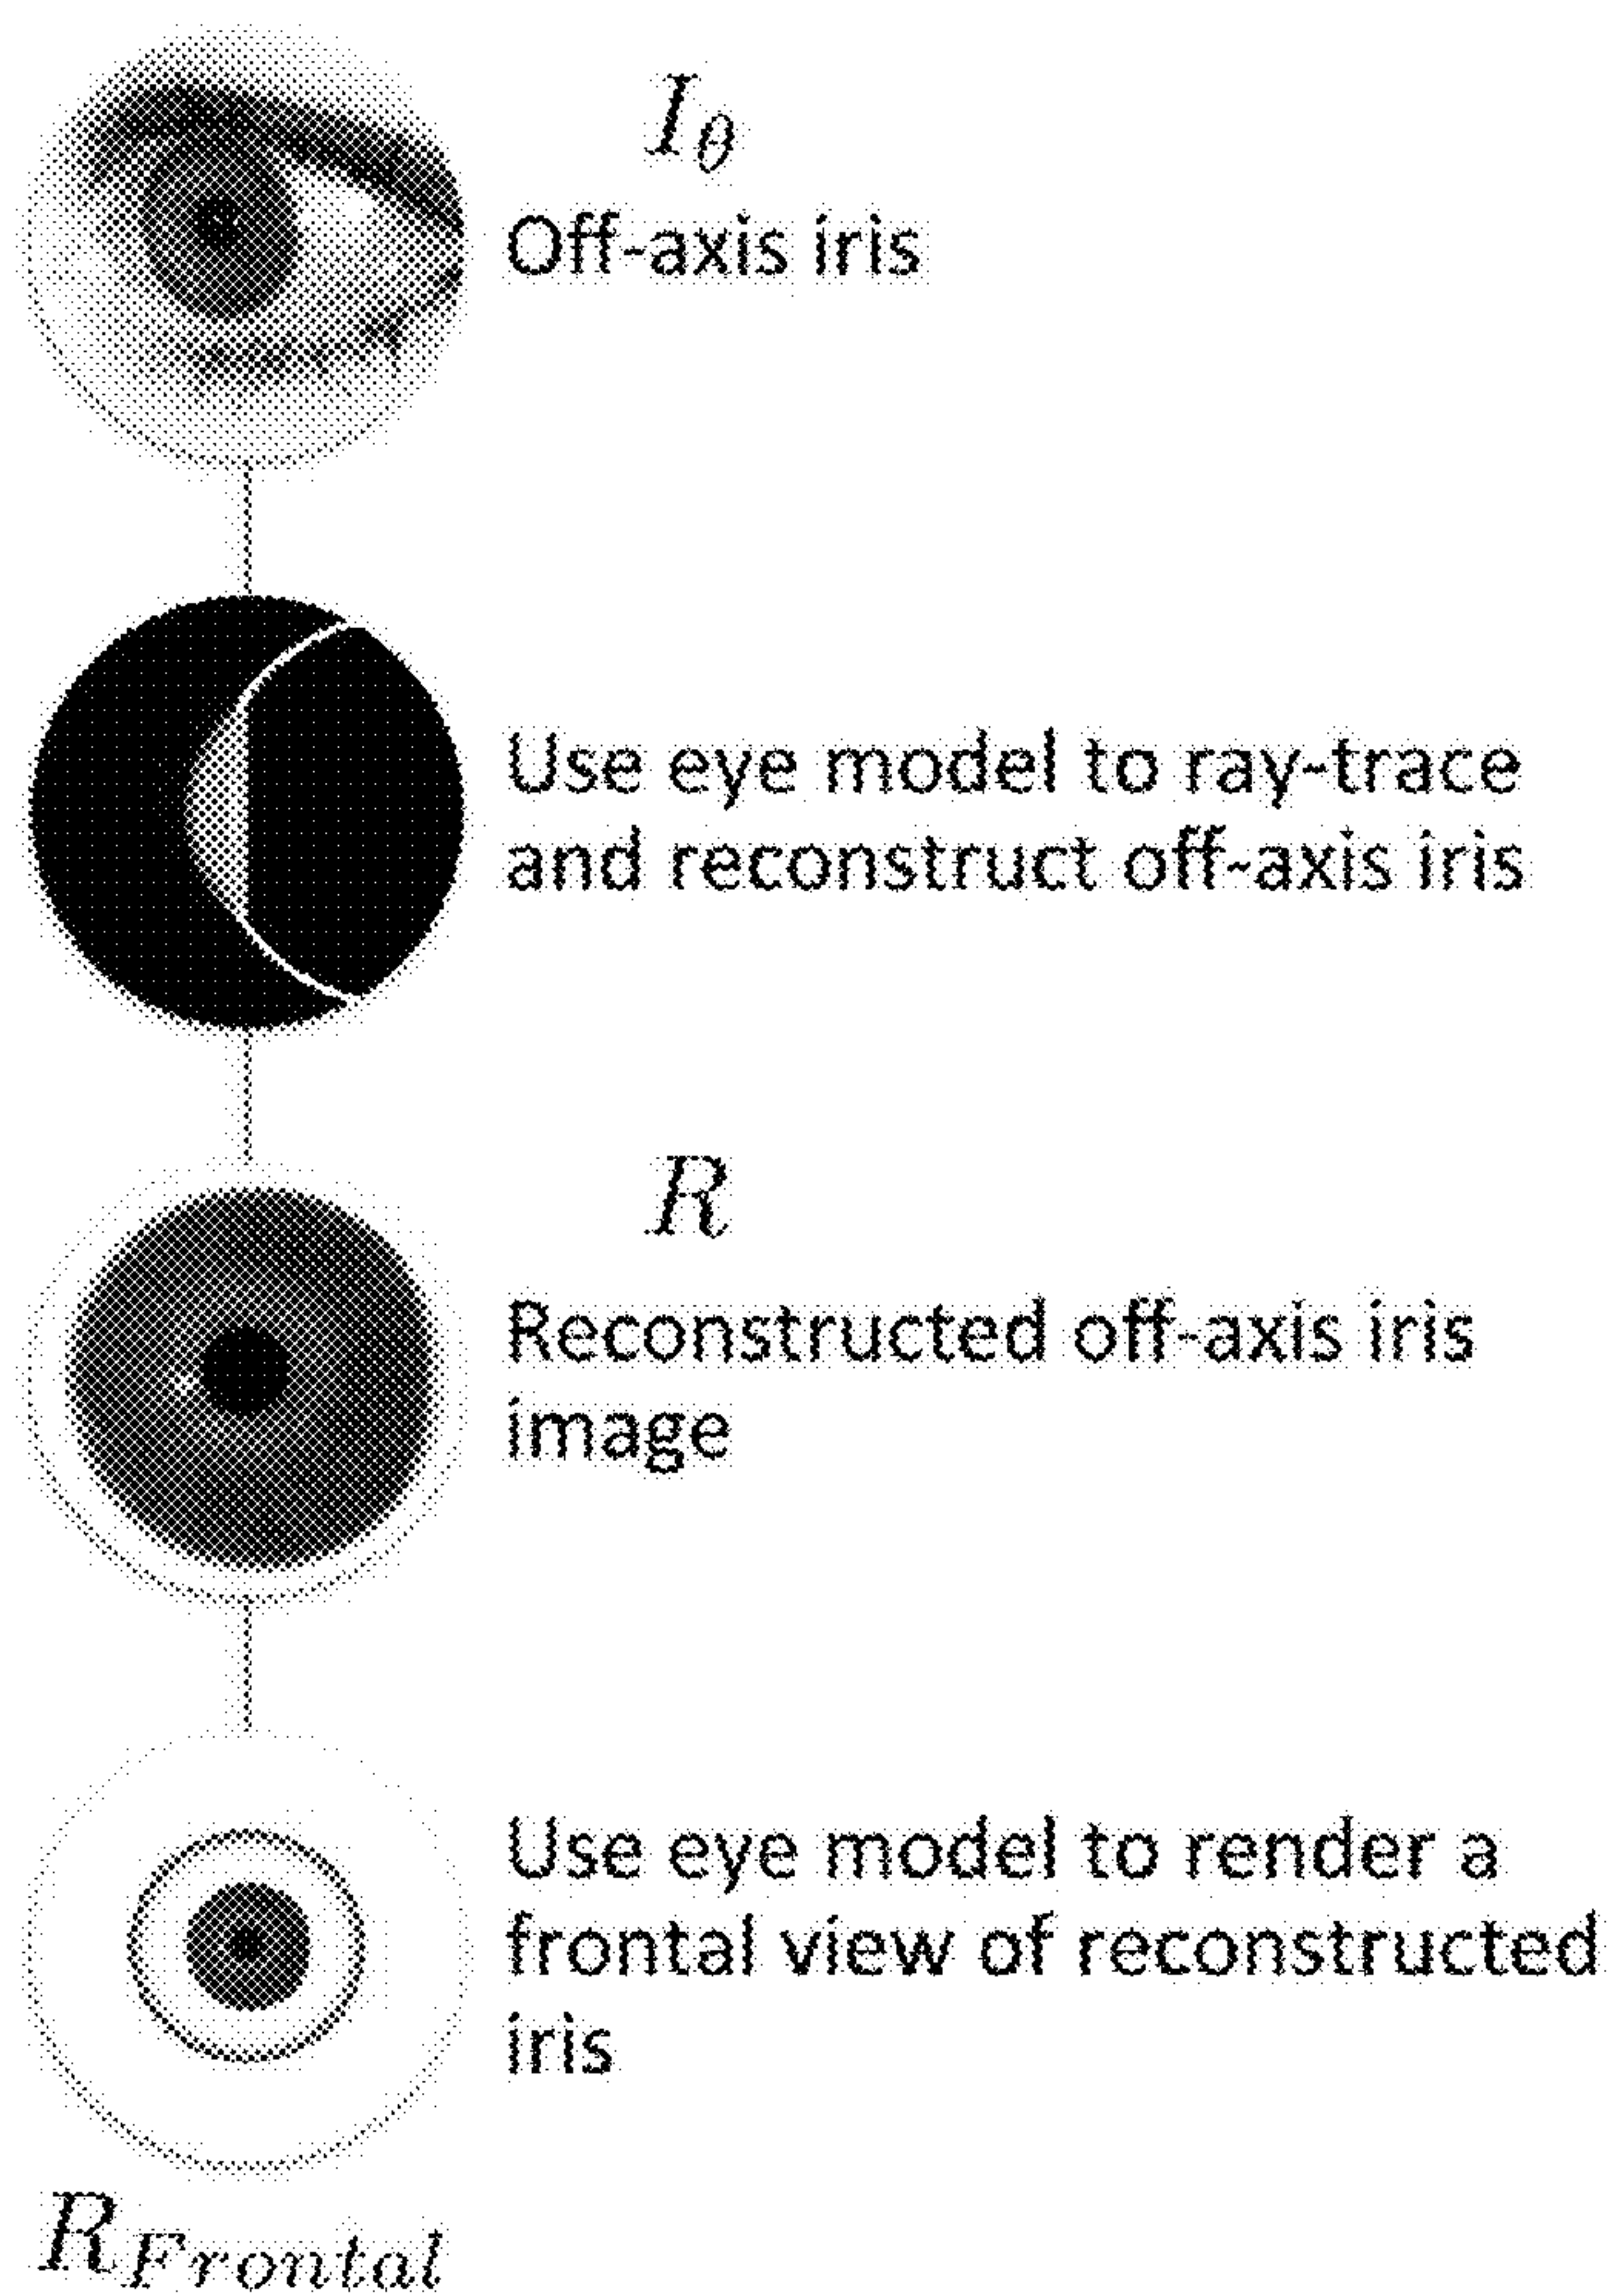 I_θ
Off-axis iris
Use eye model to ray-trace
and reconstruct off-axis iris
R
Reconstructed off-axis iris
image
Use eye model to render a
frontal view of reconstructed
iris
R_Frontal